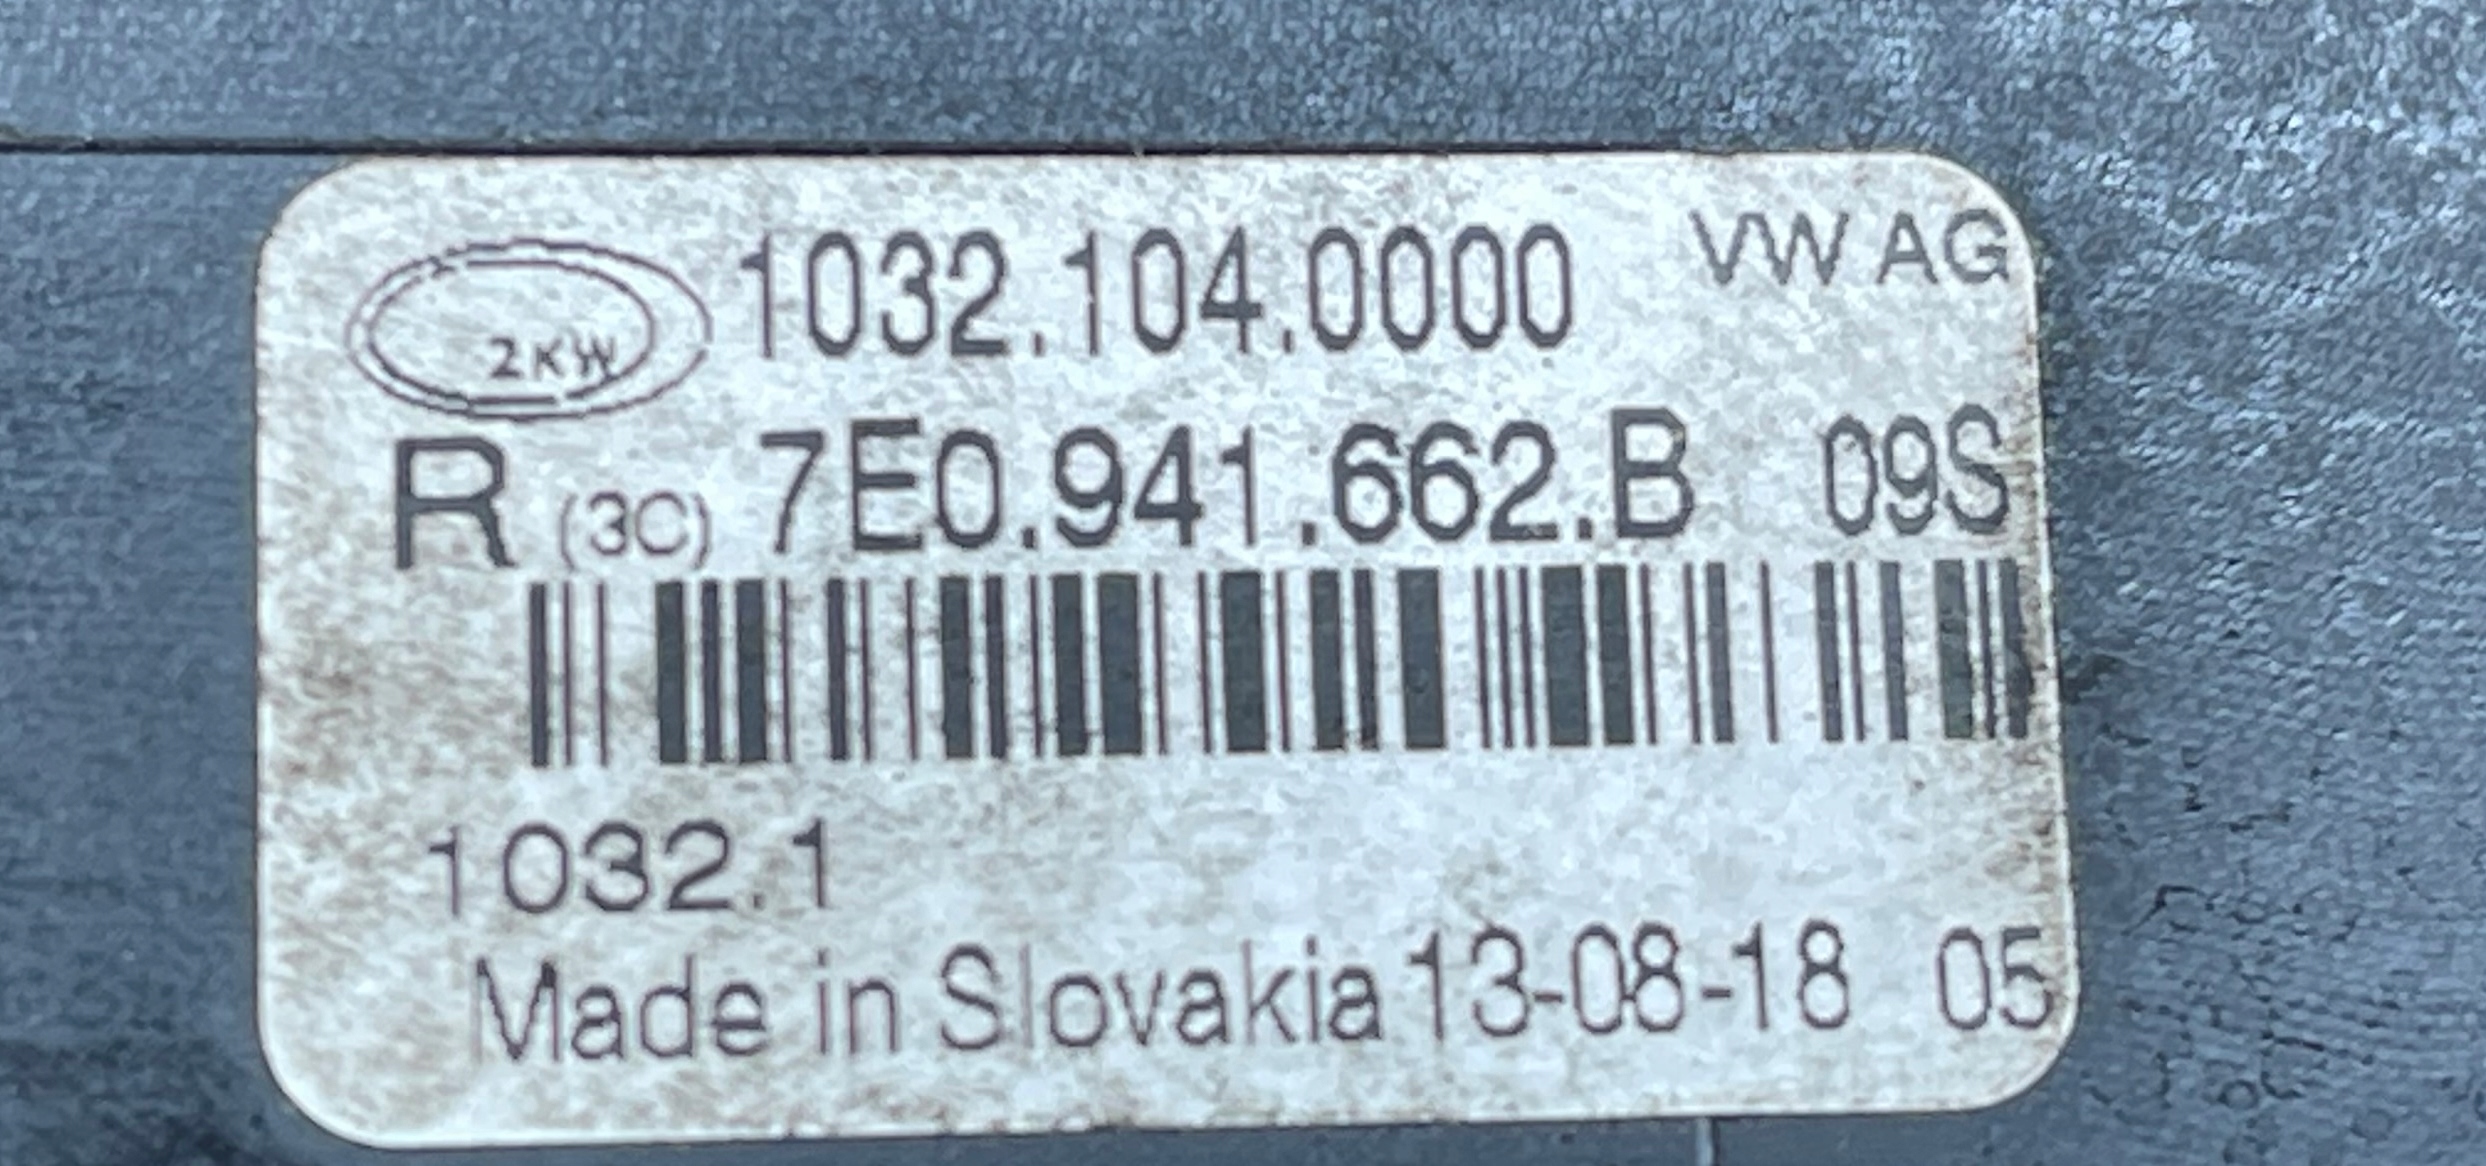 2KW 1032.104.0000 VW AG
R (3C) 7E0.941.662.B 09S
1032.1
Made in Slovakia 13-08-18 05